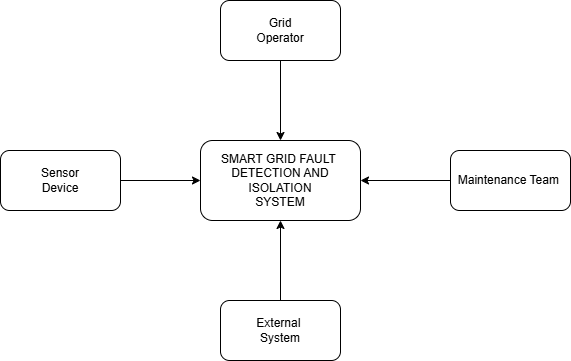 Grid
Operator
SMART GRID FAULT
DETECTION AND
ISOLATION
SYSTEM
Sensor
Device
Maintenance Team
External
System